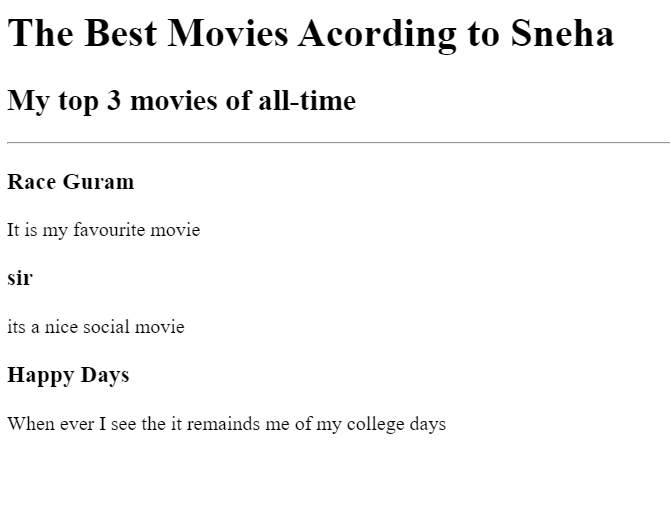 The Best Movies Acording to Sneha
My top 3 movies of all-time
Race Guram
It is my favourite movie
sir
its a nice social movie
Happy Days
When ever I see the it remainds me of my college days